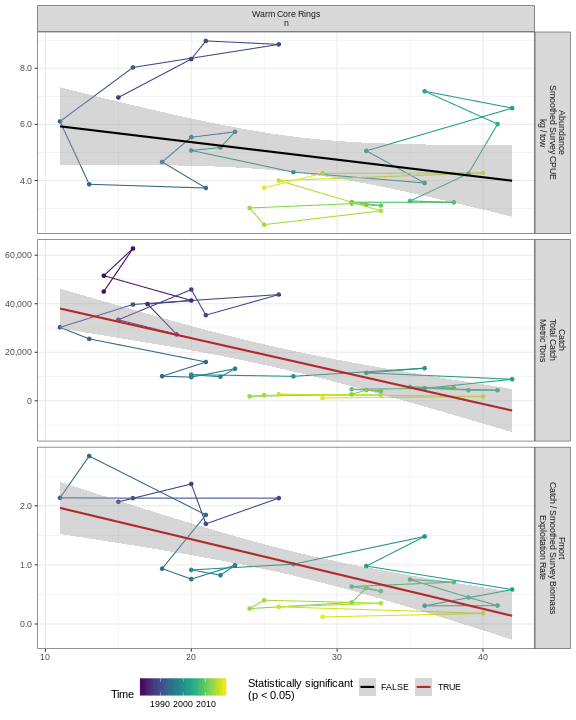 Warm Core Rings
n
8.0
6.0
4.0
Abundance
Smoothed Survey CPUE
kg / tow
60,000
40,000
20,000
0
Catch
Total Catch
Metric Tons
2.0
1.0
0.0
Fmort
Catch / Smoothed Survey Biomass
Exploitation Rate
10 20 30 40
Time
1990 2000 2010
Statistically significant
(p < 0.05)
FALSE
TRUE